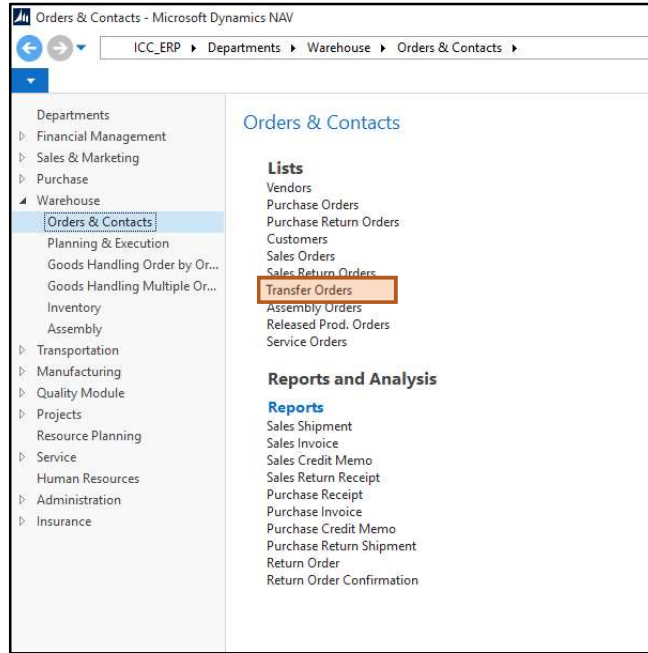 Orders & Contacts - Microsoft Dynamics NAV
ICC_ERP Departments Warehouse Orders & Contacts
Departments
Financial Management
Sales & Marketing
Purchase
Warehouse
Orders & Contacts
Planning & Execution
Goods Handling Order by Or...
Goods Handling Multiple Or...
Inventory
Assembly
Transportation
Manufacturing
Quality Module
Projects
Resource Planning
Service
Human Resources
Administration
Insurance
Orders & Contacts
Lists
Vendors
Purchase Orders
Purchase Return Orders
Customers
Sales Orders
Sales Return Orders
Transfer Orders
Assembly Orders
Released Prod. Orders
Service Orders
Reports and Analysis
Reports
Sales Shipment
Sales Invoice
Sales Credit Memo
Sales Return Receipt
Purchase Receipt
Purchase Invoice
Purchase Credit Memo
Purchase Return Shipment
Return Order
Return Order Confirmation